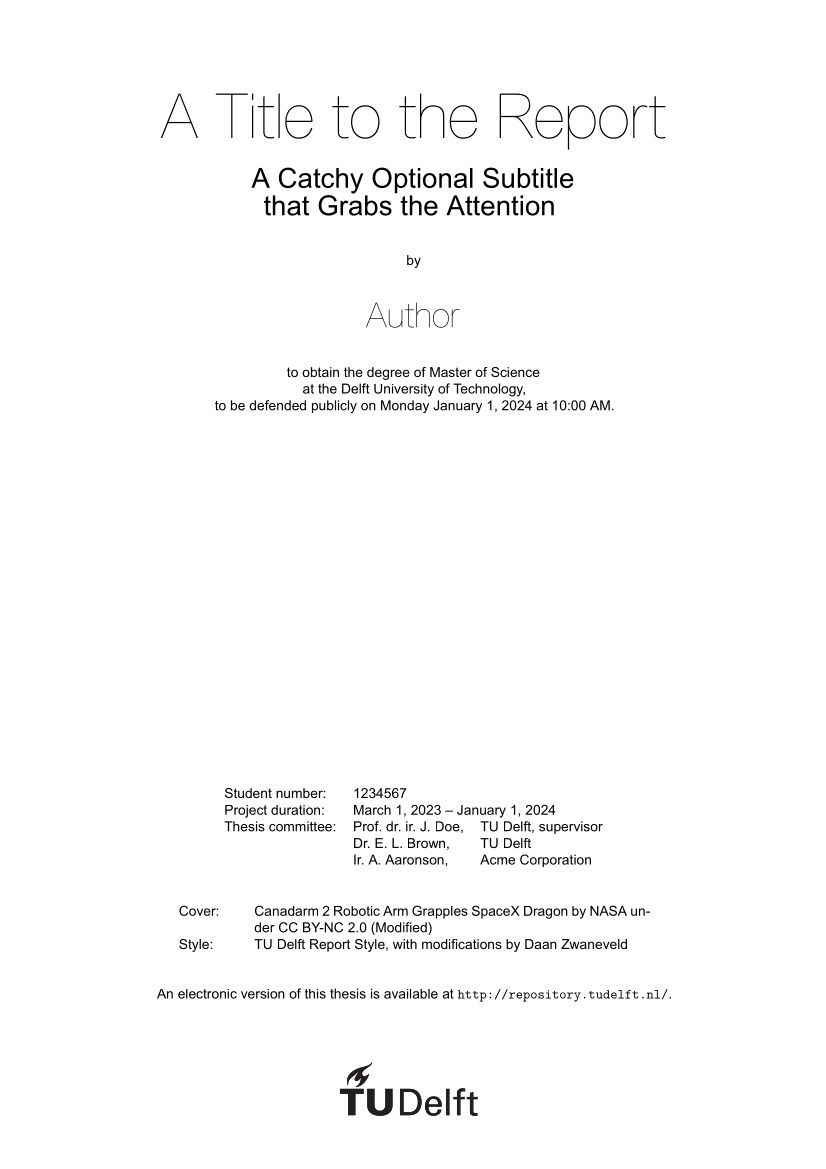 A Title to the Report
A Catchy Optional Subtitle
that Grabs the Attention
by
Author
to obtain the degree of Master of Science
at the Delft University of Technology,
to be defended publicly on Monday January 1, 2024 at 10:00 AM.
Student number: 1234567
Project duration: March 1, 2023 – January 1, 2024
Thesis committee: Prof. dr. ir. J. Doe, TU Delft, supervisor
Dr. E. L. Brown, TU Delft
Ir. A. Aaronson, Acme Corporation
Cover: Canadarm 2 Robotic Arm Grapples SpaceX Dragon by NASA un-
der CC BY-NC 2.0 (Modified)
Style: TU Delft Report Style, with modifications by Daan Zwaneveld
An electronic version of this thesis is available at http://repository.tudelft.nl/.
TUDelft